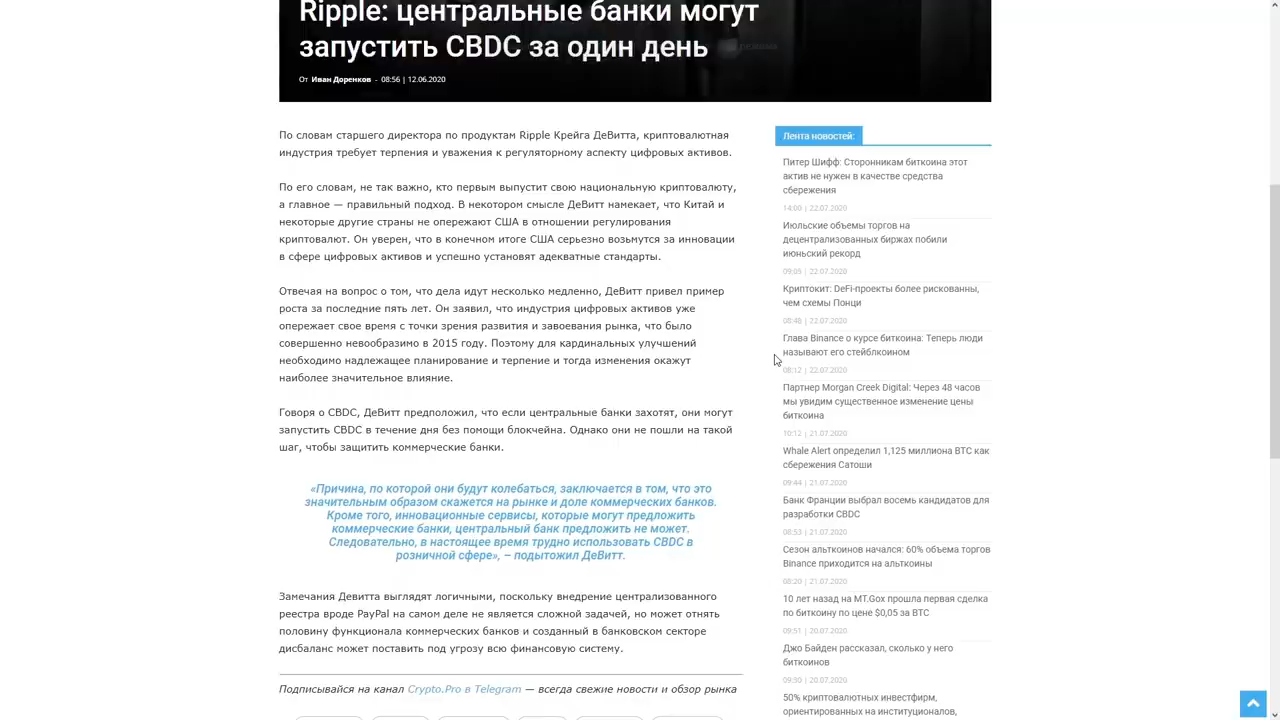 Ripple: центральные банки могут
запустить CBDC за один день
От Иван Доренков - 08:56 | 12.06.2020
По словам старшего директора по продуктам Ripple Крейга ДеВитта, криптовалютная
индустрия требует терпения и уважения к регуляторному аспекту цифровых активов.
По его словам, не так важно, кто первым выпустит свою национальную криптовалюту,
а главное — правильный подход. В некотором смысле ДеВитт намекает, что Китай и
некоторые другие страны не опережают США в отношении регулирования
криптовалют. Он уверен, что в конечном итоге США серьезно возьмутся за инновации
в сфере цифровых активов и успешно установят адекватные стандарты.
Отвечая на вопрос о том, что дела идут несколько медленно, ДеВитт привел пример
роста за последние пять лет. Он заявил, что индустрия цифровых активов уже
опережает свое время с точки зрения развития и завоевания рынка, что было
совершенно невообразимо в 2015 году. Поэтому для кардинальных улучшений
необходимо надлежащее планирование и терпение и тогда изменения окажут
наиболее значительное влияние.
Говоря о CBDC, ДеВитт предположил, что если центральные банки захотят, они могут
запустить CBDC в течение дня без помощи блокчейна. Однако они не пошли на такой
шаг, чтобы защитить коммерческие банки.
«Причина, по которой они будут колебаться, заключается в том, что это
значительным образом скажется на рынке и доле коммерческих банков.
Кроме того, инновационные сервисы, которые могут предложить
коммерческие банки, центральный банк предложить не может.
Следовательно, в настоящее время трудно использовать CBDC в
розничной сфере», – подытожил ДеВитт.
Замечания Девитта выглядят логичными, поскольку внедрение централизованного
реестра вроде PayPal на самом деле не является сложной задачей, но может отнять
половину функционала коммерческих банков и созданный в банковском секторе
дисбаланс может поставить под угрозу всю финансовую систему.
Подписывайся на канал Crypto.Pro в Telegram — всегда свежие новости и обзор рынка
Лента новостей:
Питер Шифф: Сторонникам биткоина этот
актив не нужен в качестве средства
сбережения
14:00 | 22.07.2020
Июльские объемы торгов на
децентрализованных биржах побили
июньский рекорд
09:05 | 22.07.2020
Криптокит: DeFi-проекты более рискованны,
чем схемы Понци
08:48 | 22.07.2020
Глава Binance о курсе биткоина: Теперь люди
называют его стейблкоином
08:12 | 22.07.2020
Партнер Morgan Creek Digital: Через 48 часов
мы увидим существенное изменение цены
биткоина
10:12 | 21.07.2020
Whale Alert определил 1,125 миллиона BTC как
сбережения Сатоши
09:44 | 21.07.2020
Банк Франции выбрал восемь кандидатов для
разработки CBDC
08:53 | 21.07.2020
Сезон альткоинов начался: 60% объема торгов
Binance приходится на альткоины
08:20 | 21.07.2020
10 лет назад на MT.Gox прошла первая сделка
по биткоину по цене $0,05 за BTC
09:51 | 20.07.2020
Джо Байден рассказал, сколько у него
биткоинов
09:30 | 20.07.2020
50% криптовалютных инвестфирм,
ориентированных на институционалов,